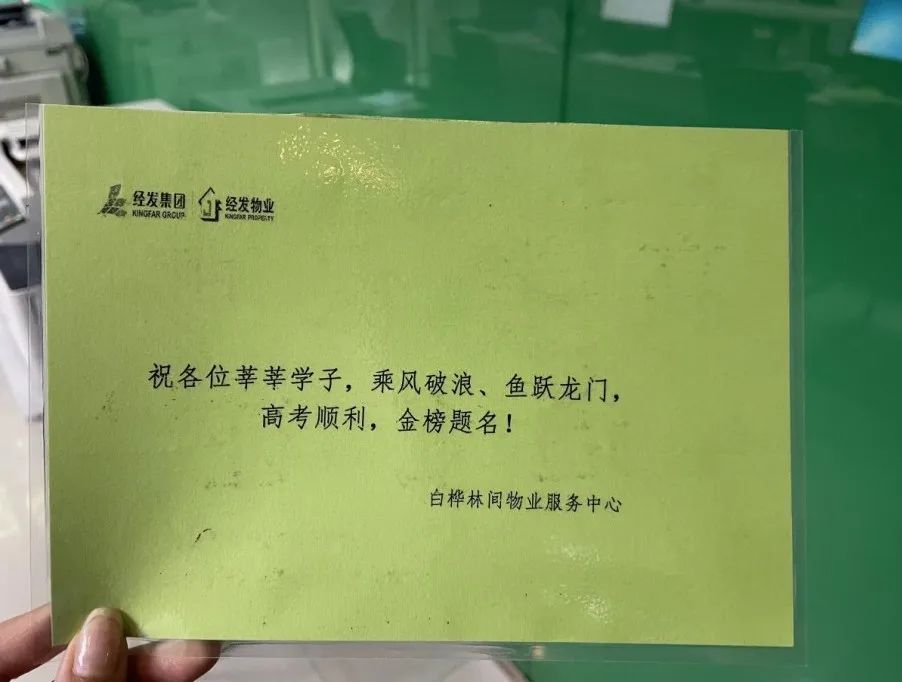 经发集团 经发物业
KINGFAR GROUP KINGFAR PROPERTY
祝各位莘莘学子，乘风破浪、鱼跃龙门，
高考顺利，金榜题名！
白桦林间物业服务中心